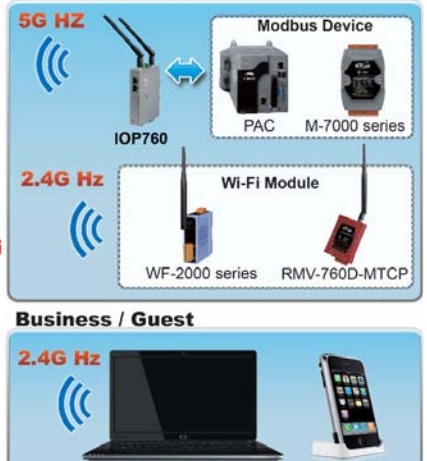 5G HZ
Modbus Device
IOP760
PAC
M-7000 series
2.4G Hz
Wi-Fi Module
WF-2000 series
RMV-760D-MTCP
Business / Guest
2.4G Hz